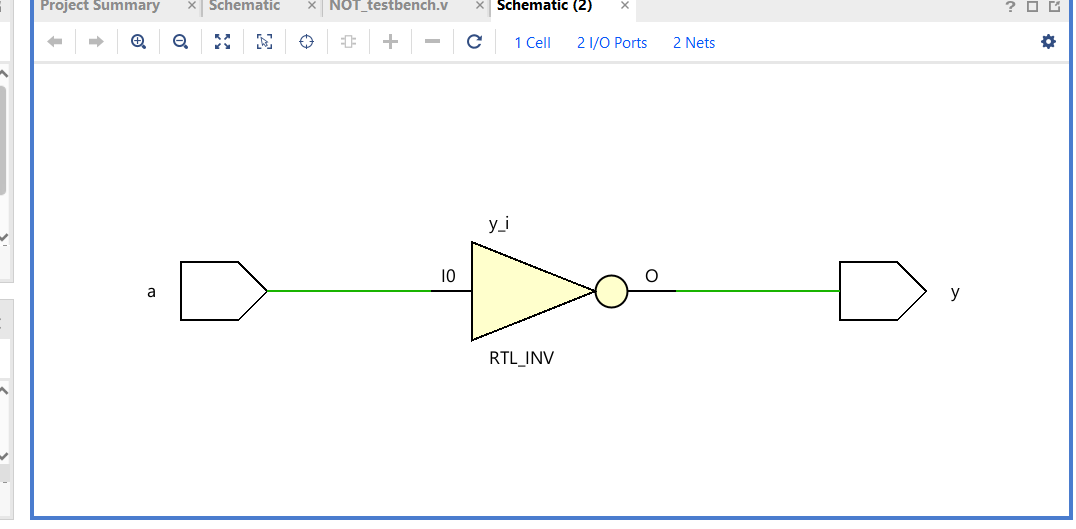 Project Summary × Schematic × NOT_testbench.v × Schematic (2) × ?
1 Cell 2 I/O Ports 2 Nets
y_i
I0 O
a y
RTL_INV